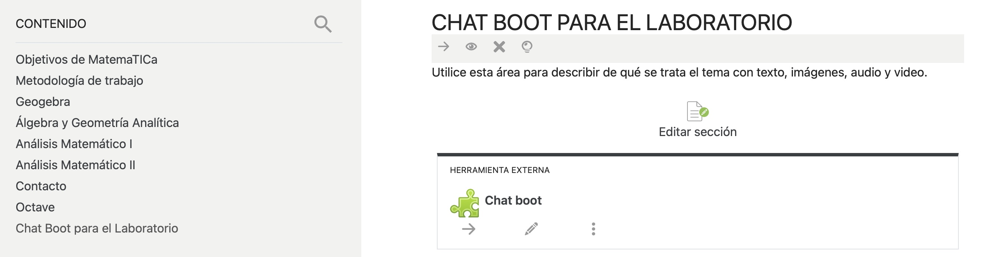 CONTENIDO
Objetivos de MatemaTICa
Metodología de trabajo
Geogebra
Álgebra y Geometría Analítica
Análisis Matemático I
Análisis Matemático II
Contacto
Octave
Chat Boot para el Laboratorio
CHAT BOOT PARA EL LABORATORIO
Utilice esta área para describir de qué se trata el tema con texto, imágenes, audio y video.
Editar sección
HERRAMIENTA EXTERNA
Chat boot